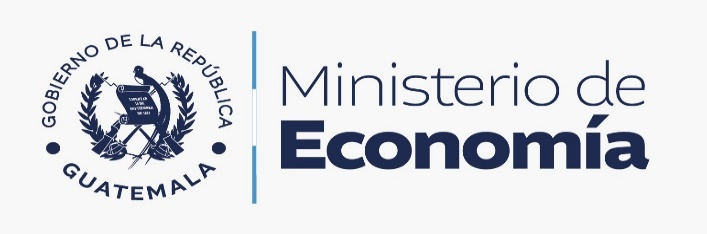 GOBIERNO DE LA REPÚBLICA
GUATEMALA
Ministerio de
Economía